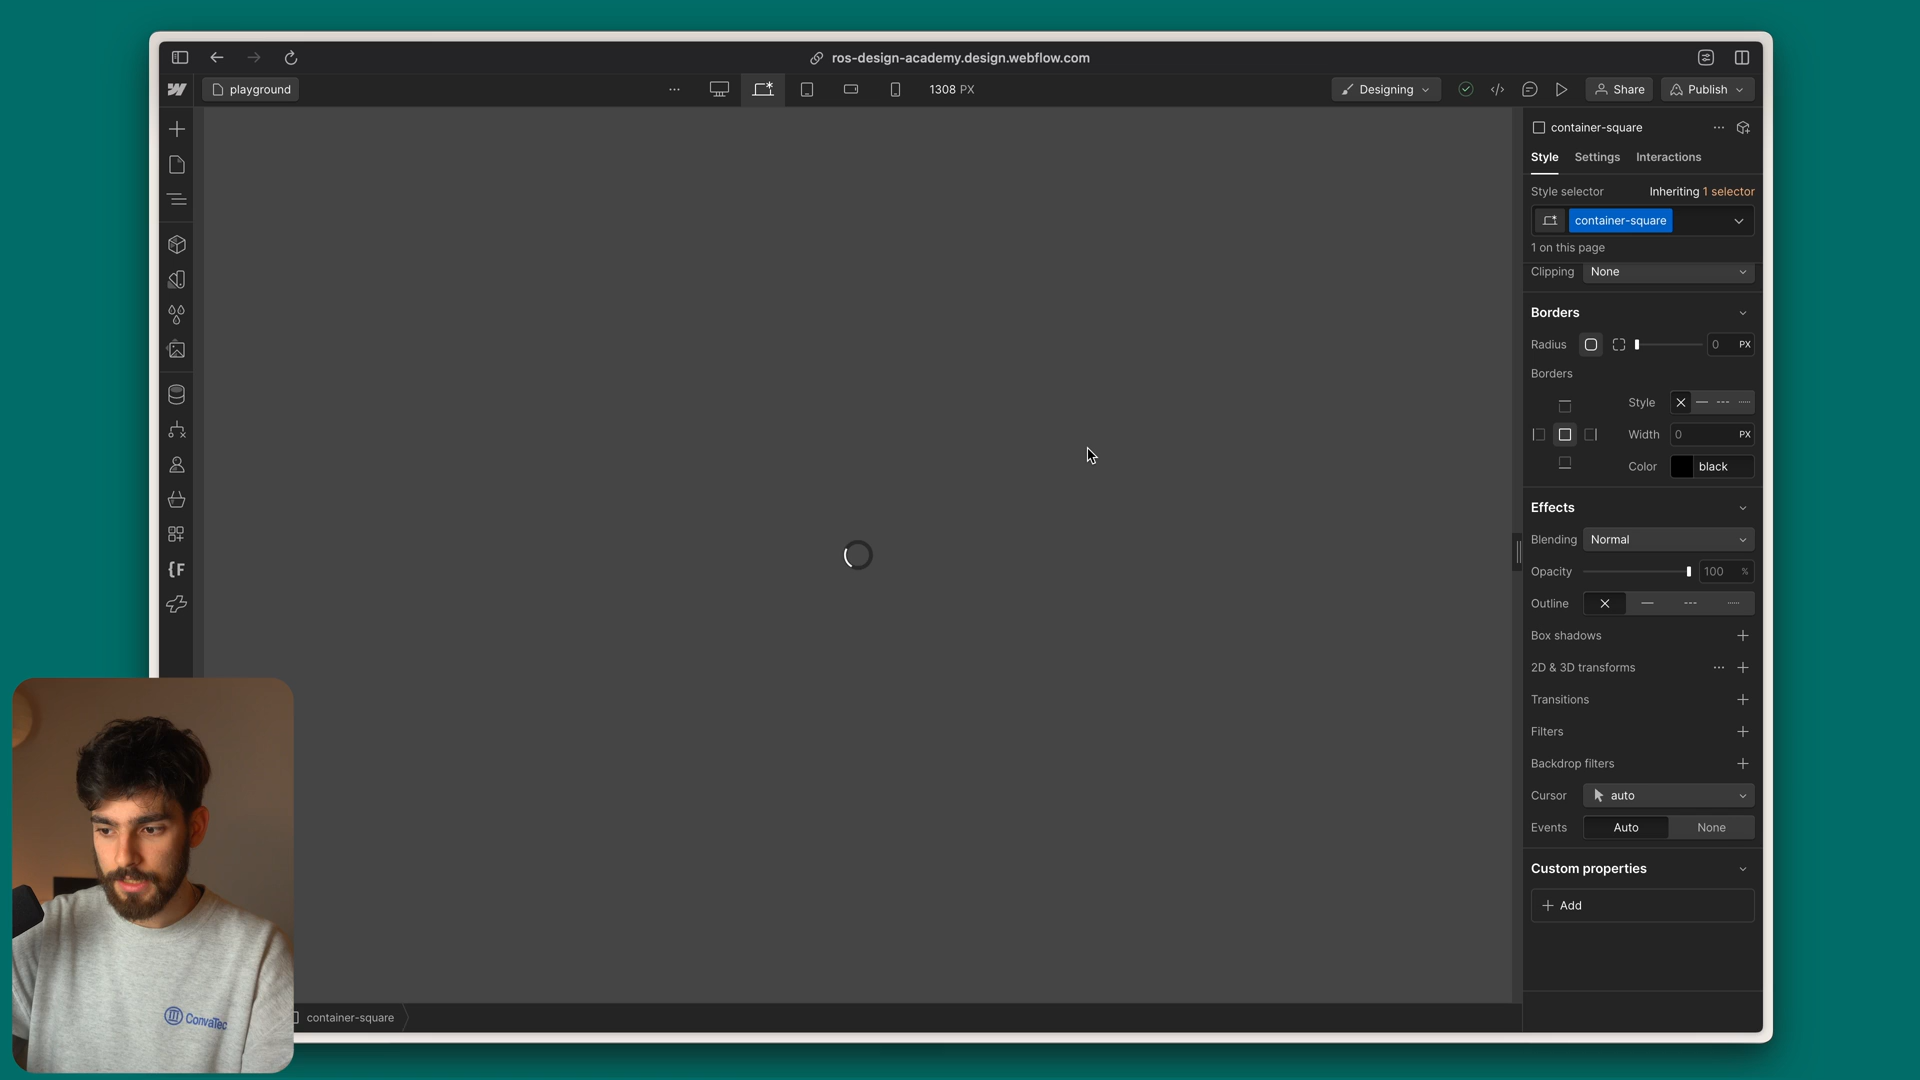 ros-design-academy.design.webflow.com
playground
1308 PX
Designing
Share
Publish
container-square
Style Settings Interactions
Style selector Inheriting 1 selector
container-square
1 on this page
Clipping None
Borders
Radius 0 PX
Borders
Style
Width 0 PX
Color black
Effects
Blending Normal
Opacity 100 %
Outline
Box shadows
2D & 3D transforms
Transitions
Filters
Backdrop filters
Cursor auto
Events Auto None
Custom properties
Add
{F
ConvaTec
container-square